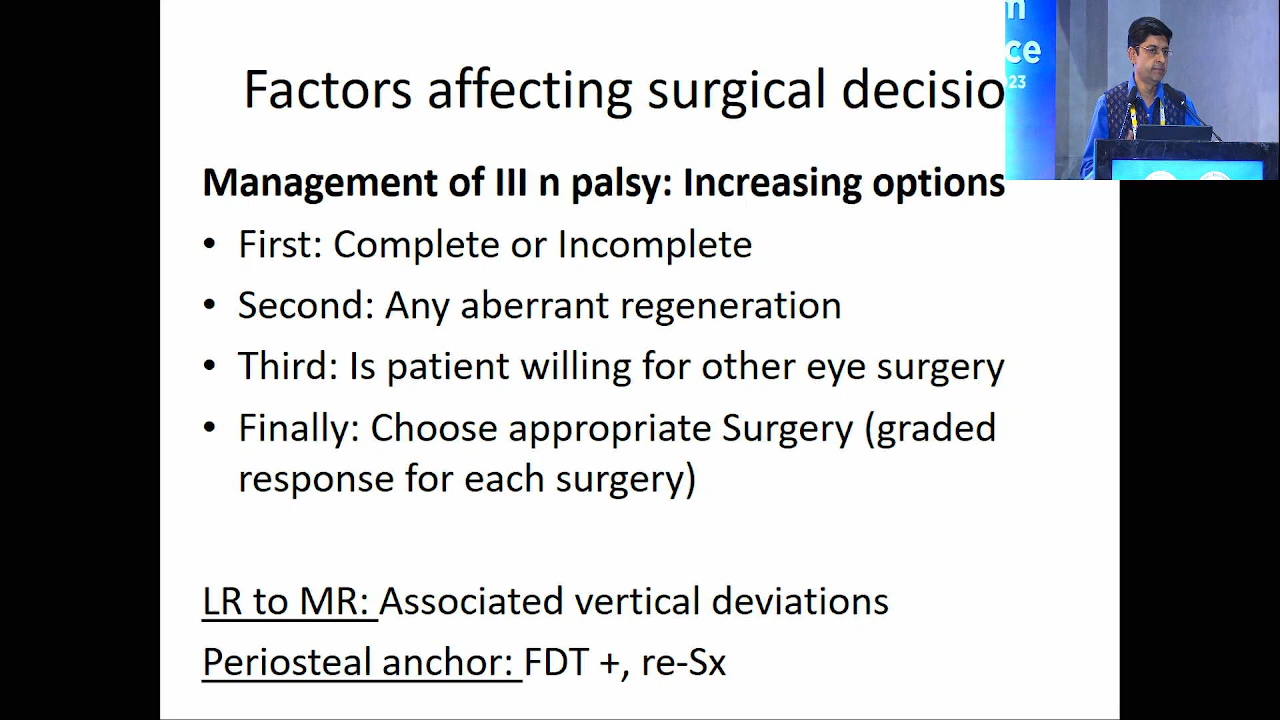 Factors affecting surgical decisio
Management of III n palsy: Increasing options
• First: Complete or Incomplete
• Second: Any aberrant regeneration
• Third: Is patient willing for other eye surgery
• Finally: Choose appropriate Surgery (graded
response for each surgery)
LR to MR: Associated vertical deviations
Periosteal anchor: FDT +, re-Sx
m
ce
23